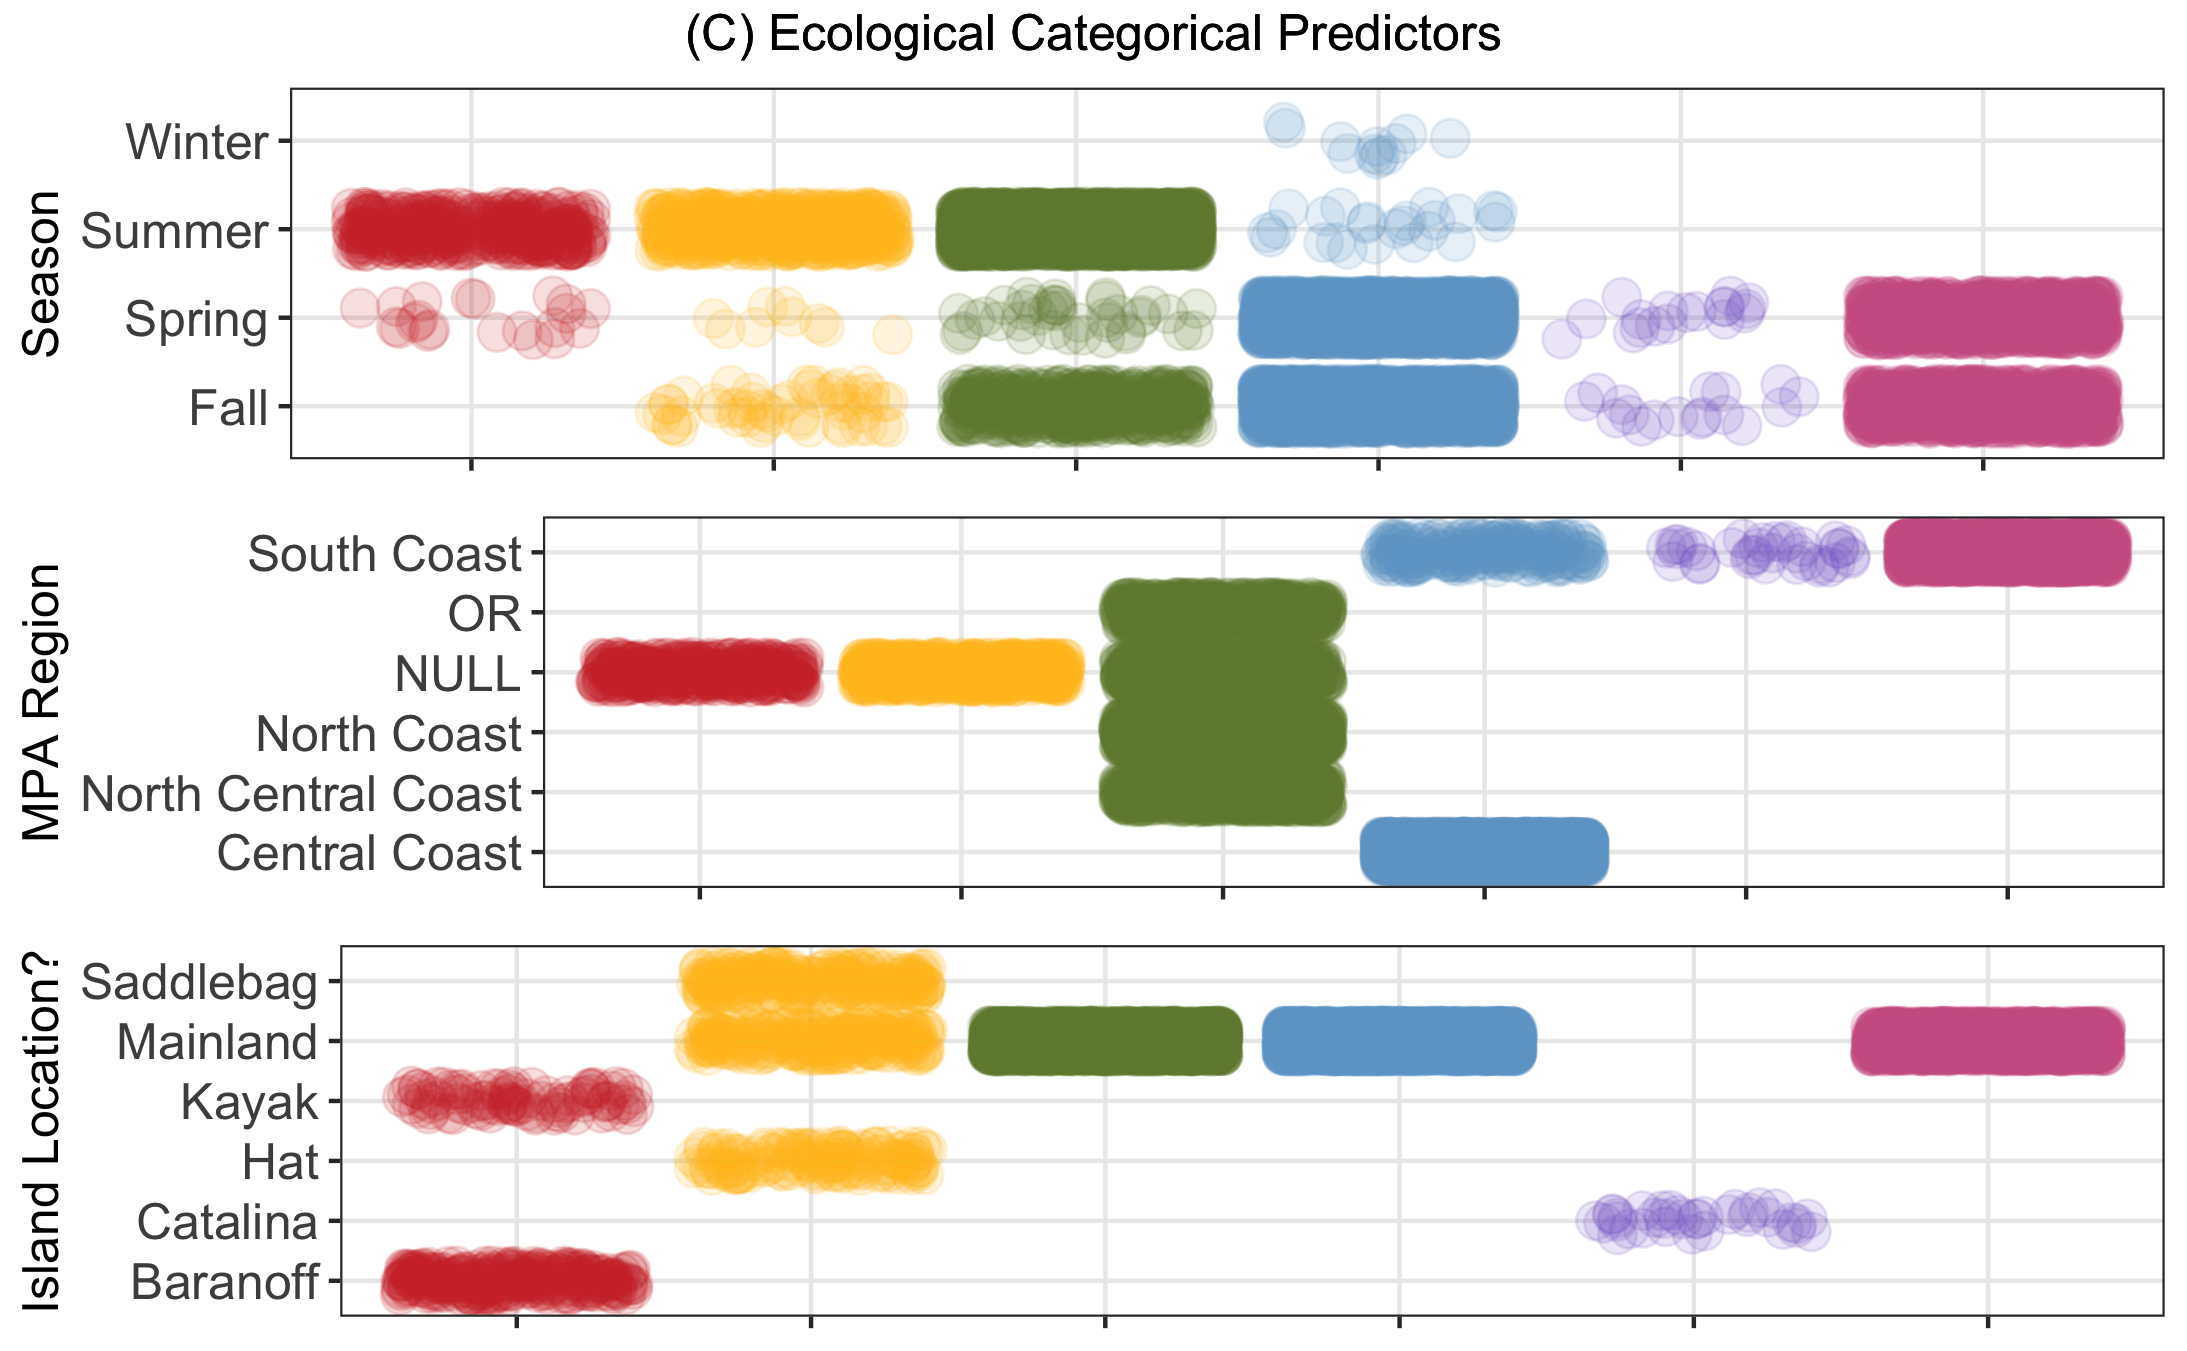 (C) Ecological Categorical Predictors
Season
Winter
Summer
Spring
Fall
MPA Region
South Coast
OR
NULL
North Coast
North Central Coast
Central Coast
Island Location?
Saddlebag
Mainland
Kayak
Hat
Catalina
Baranoff